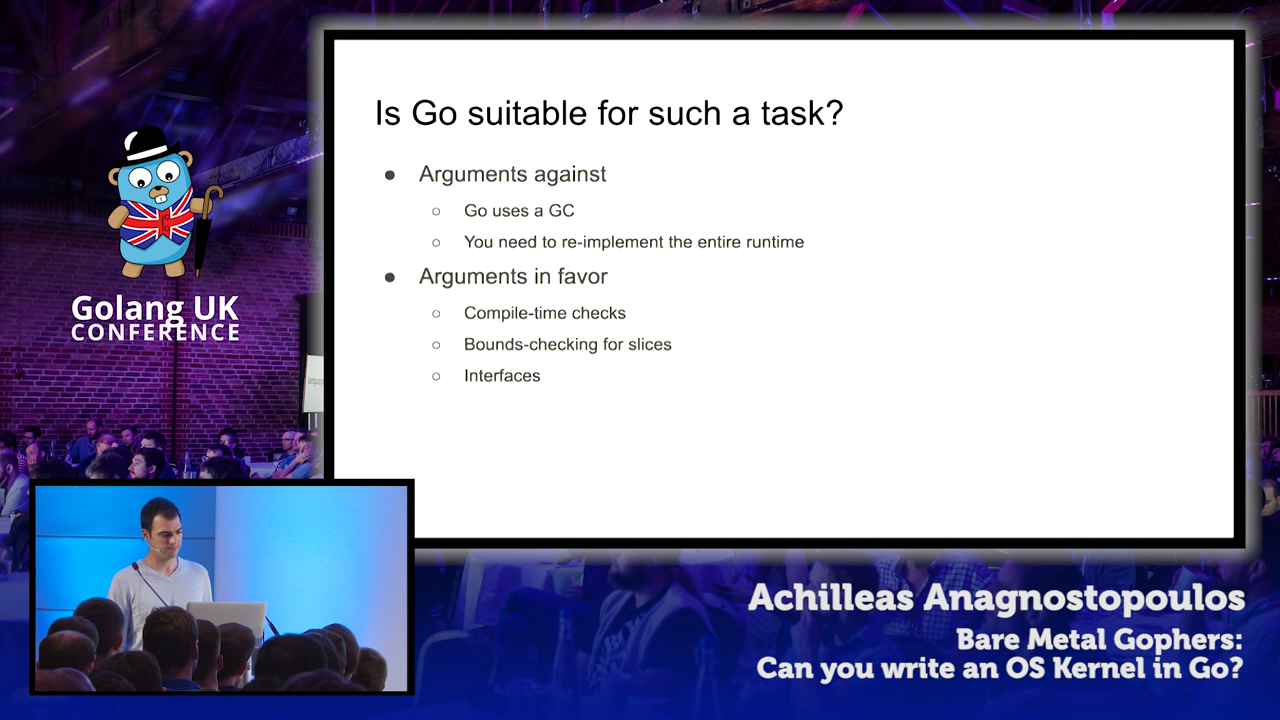 Is Go suitable for such a task?
● Arguments against
○ Go uses a GC
○ You need to re-implement the entire runtime
● Arguments in favor
○ Compile-time checks
○ Bounds-checking for slices
○ Interfaces
Golang UK
CONFERENCE
Achilleas Anagnostopoulos
Bare Metal Gophers:
Can you write an OS Kernel in Go?